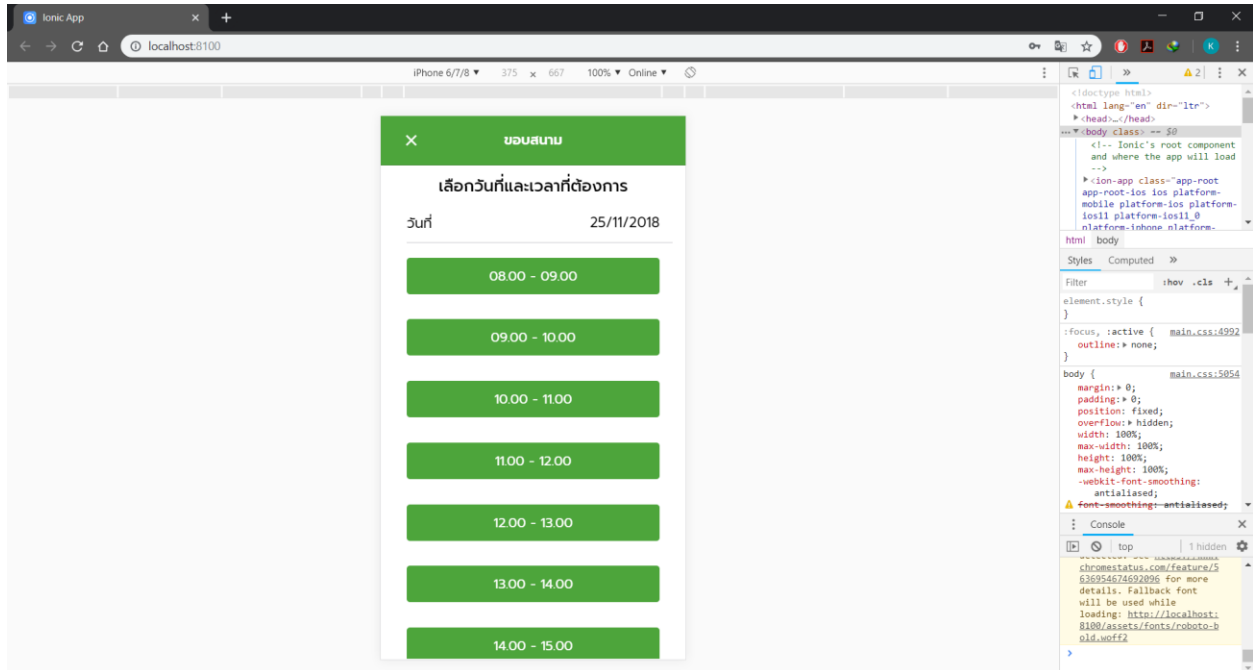 Ionic App
localhost:8100
K
iPhone 6/7/8 ▼ 375 x 667 100% ▼ Online ▼
2
ขอบสนาม
เลือกวันที่และเวลาที่ต้องการ
วันที่ 25/11/2018
08.00 - 09.00
09.00 - 10.00
10.00 - 11.00
11.00 - 12.00
12.00 - 13.00
13.00 - 14.00
14.00 - 15.00
<!doctype html>
<html lang="en" dir="ltr">
▶<head>…</head>
... ▼<body class> == $0
<!-- Ionic's root component
and where the app will load
-->
▶<ion-app class="app-root
app-root-ios ios platform-
mobile platform-ios platform-
ios11 platform-ios11_0
platform-iphone platform-
html body
Styles Computed »
Filter :hov .cls +
element.style {
}
:focus, :active { main.css:4992
outline:▶ none;
}
body { main.css:5054
margin:▶ 0;
padding:▶ 0;
position: fixed;
overflow:▶ hidden;
width: 100%;
max-width: 100%;
height: 100%;
max-height: 100%;
-webkit-font-smoothing:
antialiased;
font-smoothing: antialiased;
Console
top 1 hidden
chromestatus.com/feature/5
636954674692096 for more
details. Fallback font
will be used while
loading: http://localhost:
8100/assets/fonts/roboto-b
old.woff2